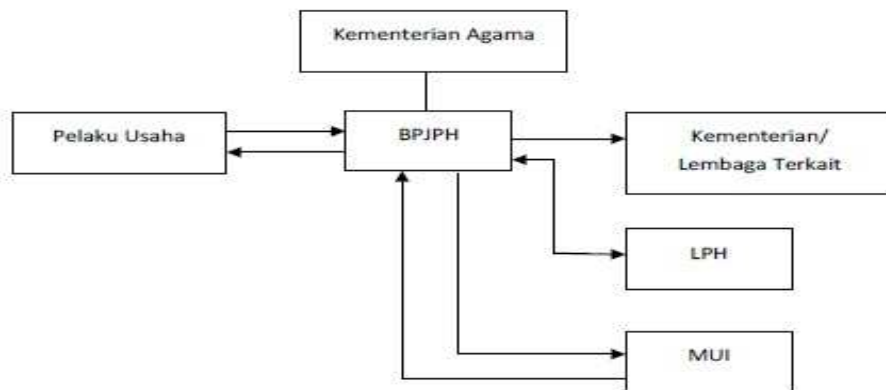 Kementerian Agama
Pelaku Usaha
BPJPH
Kementerian/
Lembaga Terkait
LPH
MUI